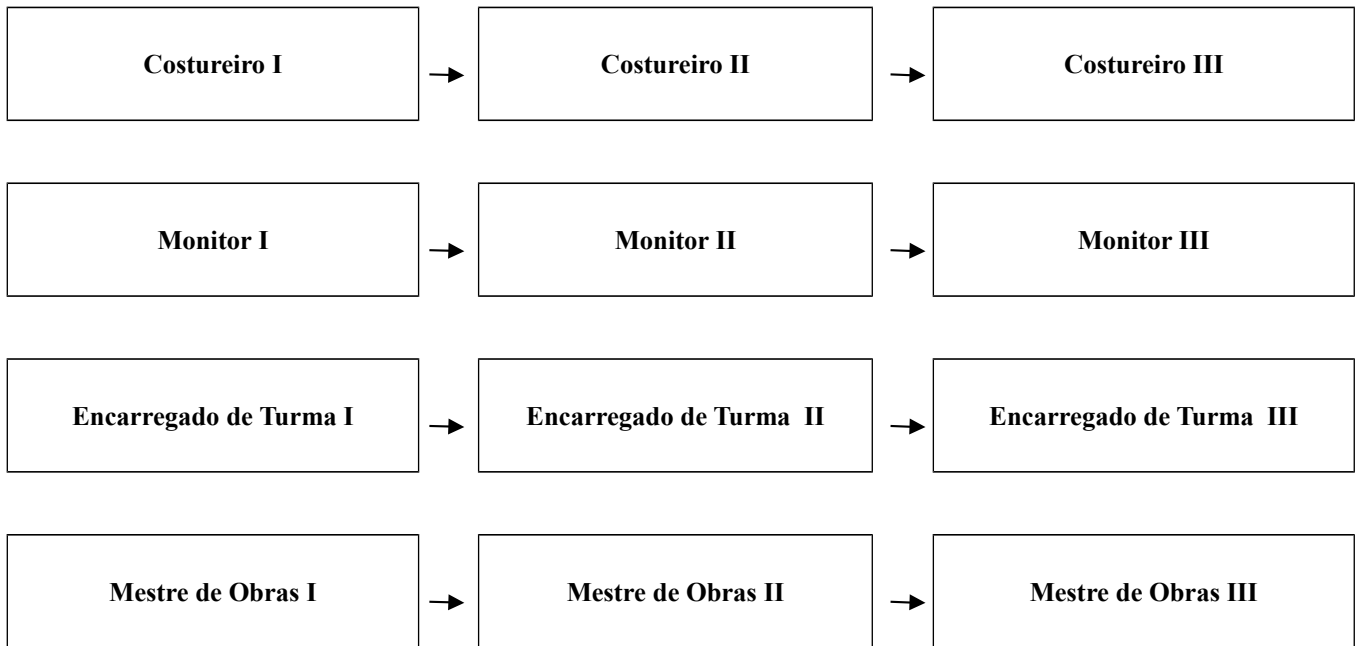 Costureiro I
Costureiro II
Costureiro III
Monitor I
Monitor II
Monitor III
Encarregado de Turma I
Encarregado de Turma  II
Encarregado de Turma  III
Mestre de Obras I
Mestre de Obras II
Mestre de Obras III